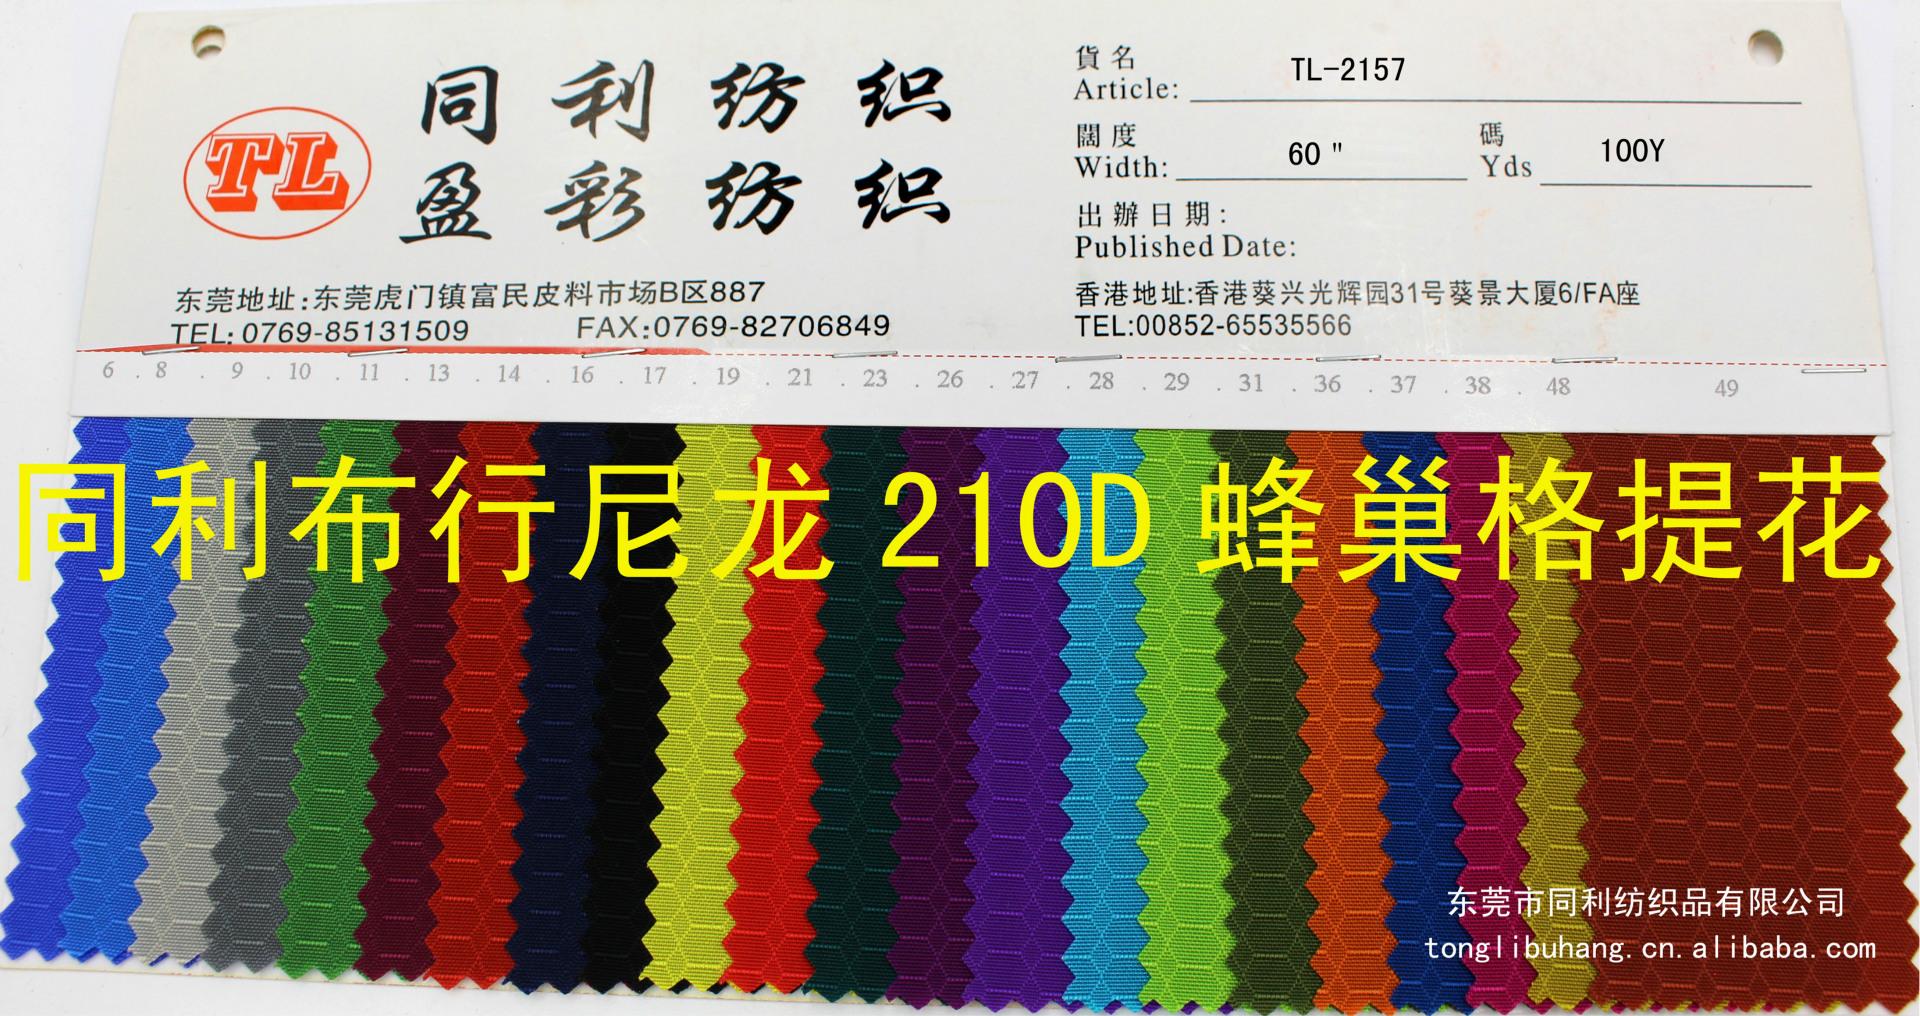 同利纺织
盈彩纺织
TL
东莞地址:东莞虎门镇富民皮料市场B区887
TEL:0769-85131509 FAX:0769-82706849
貨名
Article: TL-2157
闊度 碼
Width: 60" Yds 100Y
出辦日期:
Published Date:
香港地址:香港葵兴光辉园31号葵景大厦6/FA座
TEL:00852-65535566
6 . 8 . 9 . 10 . 11 . 13 . 14 . 16 . 17 . 19 . 21 . 23 . 26 . 27 . 28 . 29 . 31 . 36 . 37 . 38 . 48 49
同利布行尼龙210D蜂巢格提花
东莞市同利纺织品有限公司
tonglibuhang.cn.alibaba.com